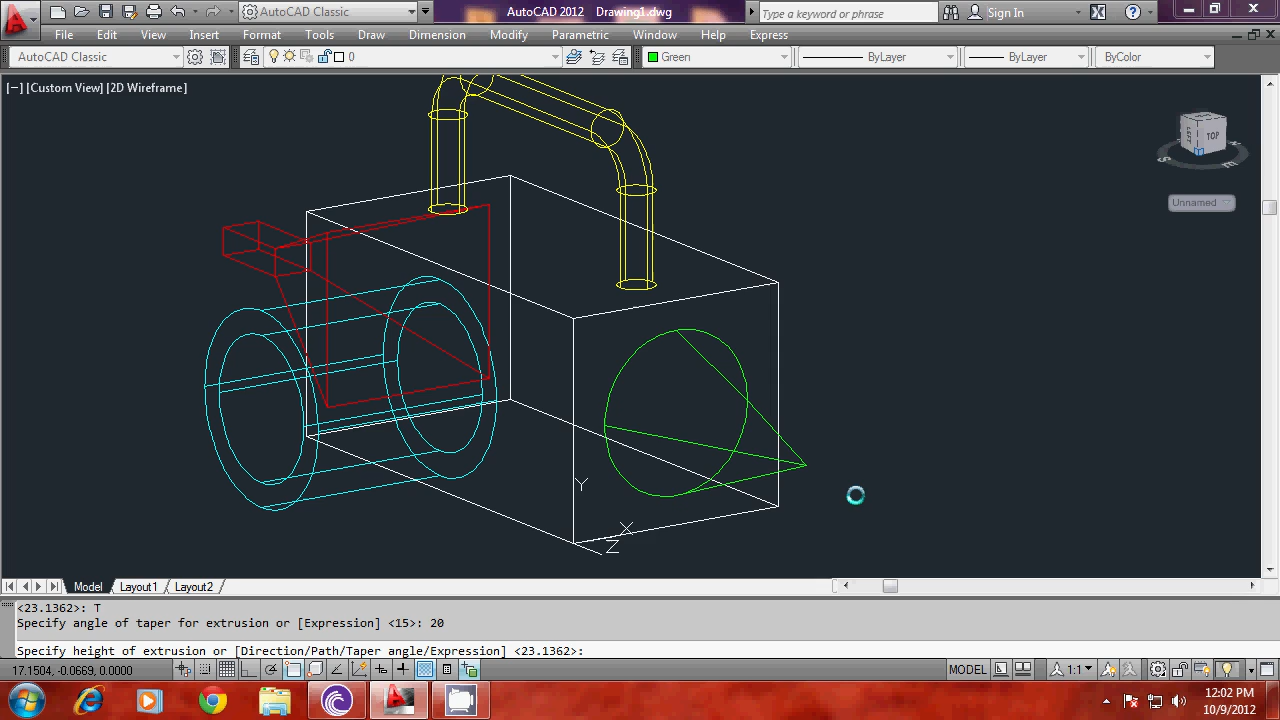 AutoCAD Classic
AutoCAD 2012 Drawing1.dwg
Type a keyword or phrase
Sign In
File Edit View Insert Format Tools Draw Dimension Modify Parametric Window Help Express
AutoCAD Classic
0
Green
ByLayer
ByLayer
ByColor
[−] [Custom View] [2D Wireframe]
TOP
LEFT
S
E
Unnamed
Y
X
Z
Model Layout1 Layout2
<23.1362>: T
Specify angle of taper for extrusion or [Expression] <15>: 20
Specify height of extrusion or [Direction/Path/Taper angle/Expression] <23.1362>:
17.1504, -0.0669, 0.0000
MODEL
1:1
12:02 PM
10/9/2012